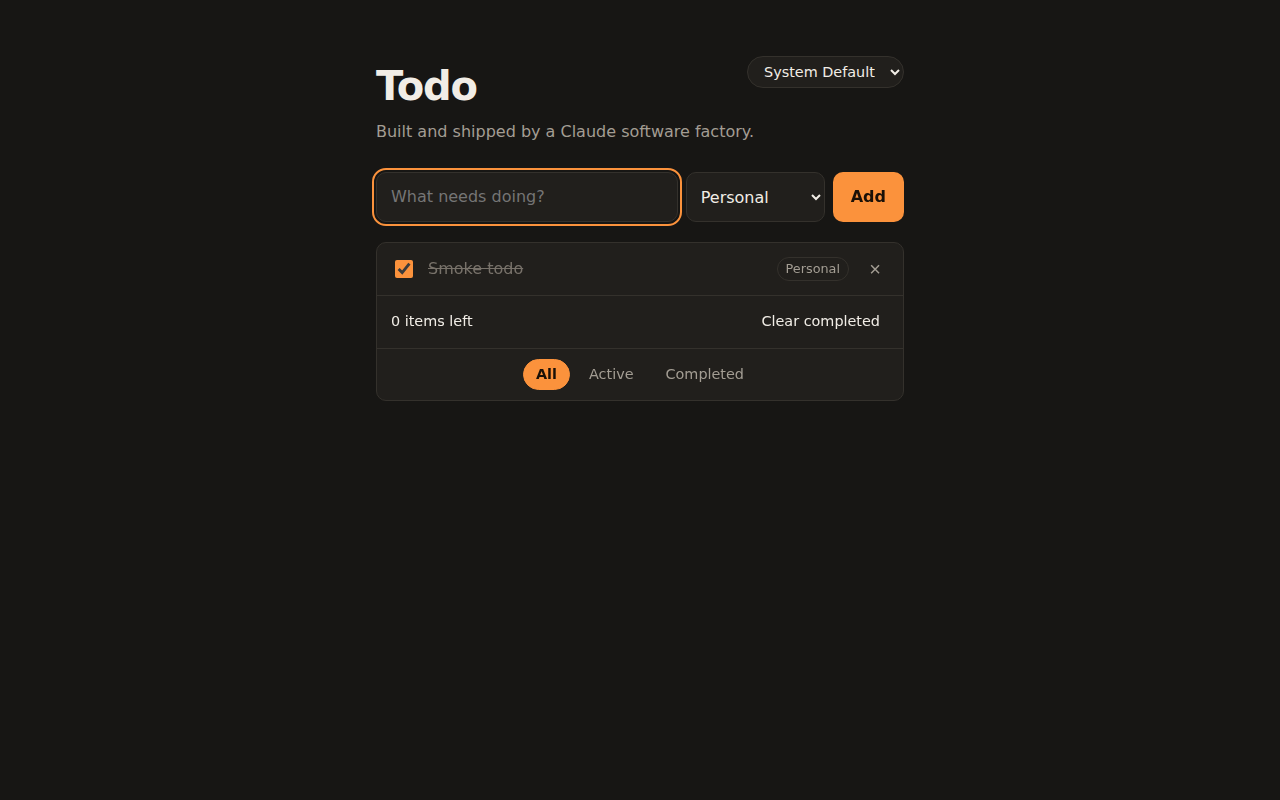 Todo
System Default
Built and shipped by a Claude software factory.
What needs doing?
Personal
Add
Smoke todo
Personal
×
0 items left
Clear completed
All
Active
Completed